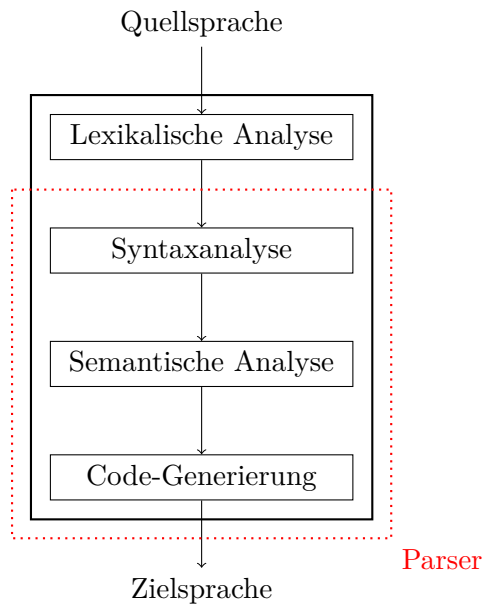 Quellsprache
Lexikalische Analyse
Syntaxanalyse
Semantische Analyse
Code-Generierung
Parser
Zielsprache